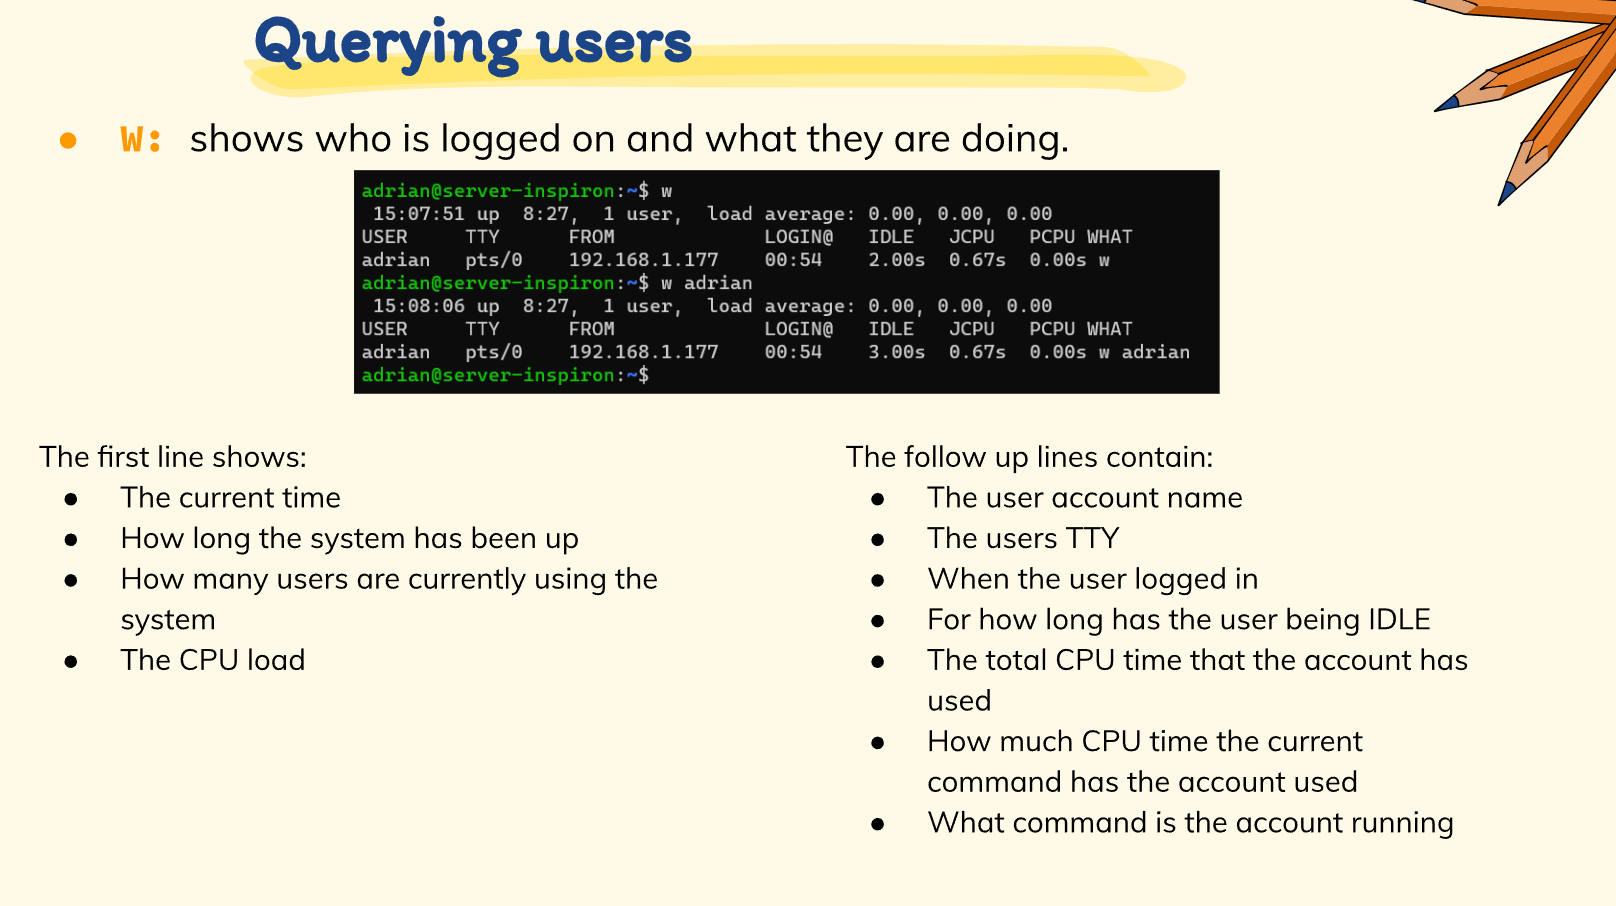 Querying users
● W: shows who is logged on and what they are doing.
adrian@server-inspiron:~$ w
 15:07:51 up  8:27,  1 user,  load average: 0.00, 0.00, 0.00
USER     TTY      FROM             LOGIN@   IDLE   JCPU   PCPU WHAT
adrian   pts/0    192.168.1.177    00:54    2.00s  0.67s  0.00s w
adrian@server-inspiron:~$ w adrian
 15:08:06 up  8:27,  1 user,  load average: 0.00, 0.00, 0.00
USER     TTY      FROM             LOGIN@   IDLE   JCPU   PCPU WHAT
adrian   pts/0    192.168.1.177    00:54    3.00s  0.67s  0.00s w adrian
adrian@server-inspiron:~$
The first line shows:
● The current time
● How long the system has been up
● How many users are currently using the
system
● The CPU load
The follow up lines contain:
● The user account name
● The users TTY
● When the user logged in
● For how long has the user being IDLE
● The total CPU time that the account has
used
● How much CPU time the current
command has the account used
● What command is the account running